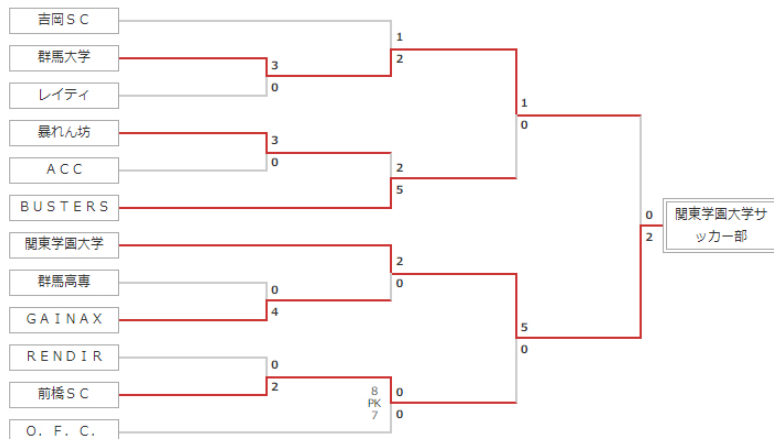 吉岡ＳＣ
1
群馬大学
2
3
レイティ
0
1
暴れん坊
3
0
ＡＣＣ
0
2
ＢＵＳＴＥＲＳ
5
0
関東学園大学サ
ッカー部
2
関東学園大学
2
群馬高専
0
0
ＧＡＩＮＡＸ
4
5
ＲＥＮＤＩＲ
0
0
前橋ＳＣ
2
8
PK
7
0
0
Ｏ．Ｆ．Ｃ．